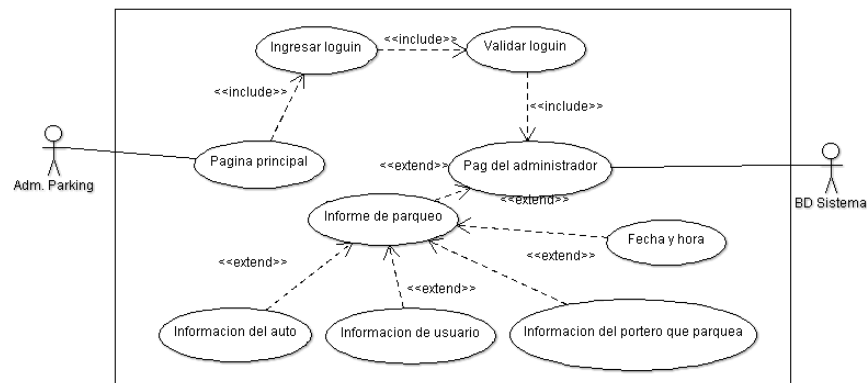 Ingresar loguin
<<include>>
Validar loguin
<<include>>
<<include>>
Adm. Parking
Pagina principal
<<extend>>
Pag del administrador
BD Sistema
<<extend>>
Informe de parqueo
Fecha y hora
<<extend>>
<<extend>>
<<extend>>
Informacion del auto
Informacion de usuario
Informacion del portero que parquea